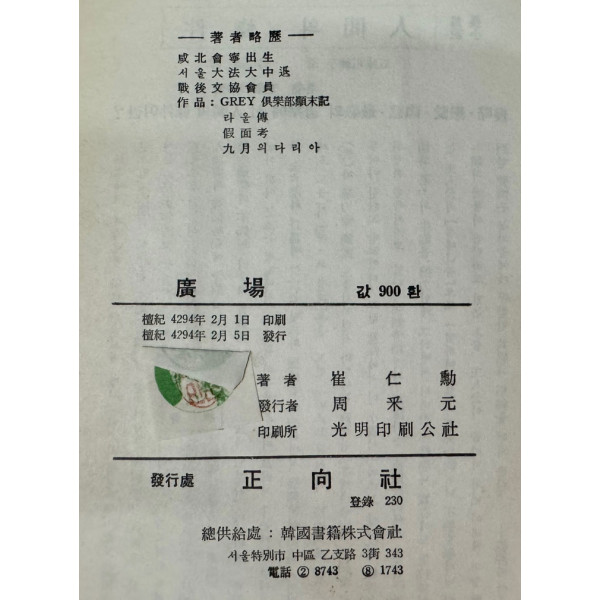 著者略歷
咸北會寧出生
서울大法大中退
戰後文協會員
作品：GREY 俱樂部顚末記
라울傳
假面考
九月의다리아
廣場 값 900 환
檀紀 4294年 2月 1日 印刷
檀紀 4294年 2月 5日 發行
著者 崔仁勳
發行者 周采元
印刷所 光明印刷公社
發行處 正向社
登錄 230
總供給處：韓國書籍株式會社
서울特別市 中區 乙支路 3街 343
電話 ② 8743 ⑧ 1743